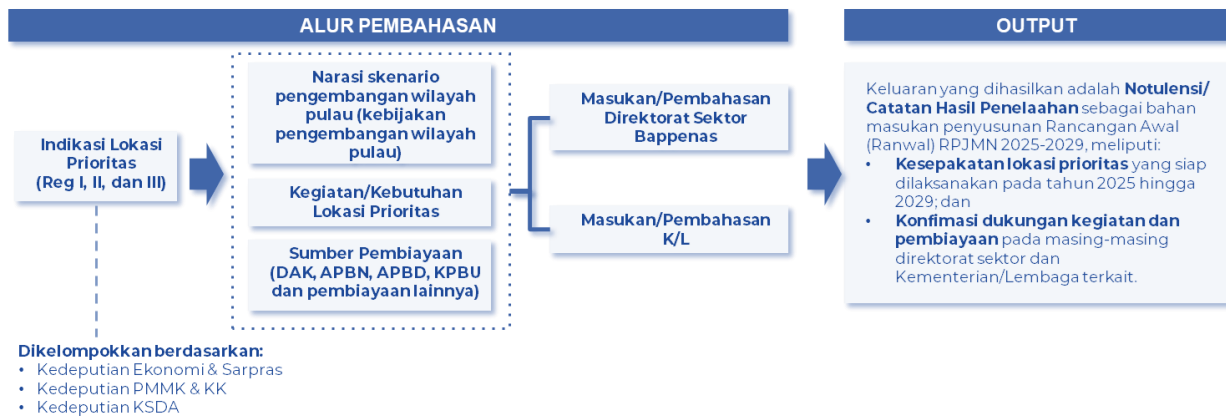 ALUR PEMBAHASAN
Indikasi Lokasi
Prioritas
(Reg I, II, dan III)
Dikelompokkan berdasarkan:
• Kedeputian Ekonomi & Sarpras
• Kedeputian PMMK & KK
• Kedeputian KSDA
Narasi skenario
pengembangan wilayah
pulau (kebijakan
pengembangan wilayah
pulau)
Kegiatan/Kebutuhan
Lokasi Prioritas
Sumber Pembiayaan
(DAK, APBN, APBD, KPBU
dan pembiayaan lainnya)
Masukan/Pembahasan
Direktorat Sektor
Bappenas
Masukan/Pembahasan
K/L
OUTPUT
Keluaran yang dihasilkan adalah Notulensi/
Catatan Hasil Penelaahan sebagai bahan
masukan penyusunan Rancangan Awal
(Ranwal) RPJMN 2025-2029, meliputi:
• Kesepakatan lokasi prioritas yang siap
dilaksanakan pada tahun 2025 hingga
2029; dan
• Konfimasi dukungan kegiatan dan
pembiayaan pada masing-masing
direktorat sektor dan
Kementerian/Lembaga terkait.